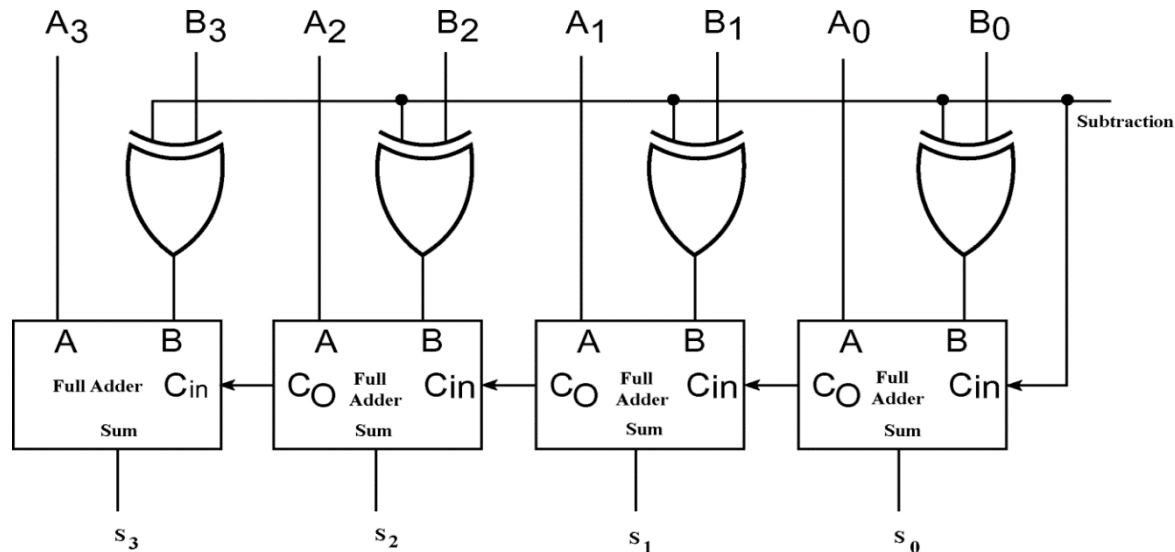 A3 B3 A2 B2 A1 B1 A0 B0
Subtraction
A B A B A B A B
Full Adder Cin CO Full Adder Cin CO Full Adder Cin CO Full Adder Cin
Sum Sum Sum Sum
S3 S2 S1 S0